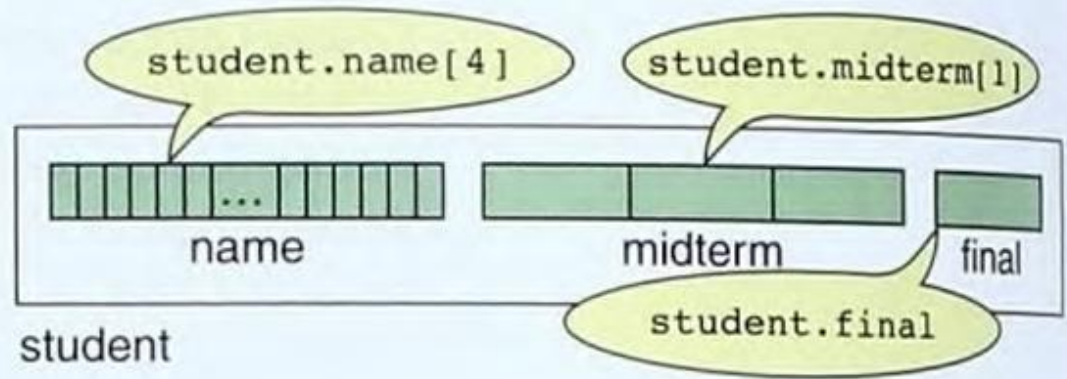 student.name[4]
student.midterm[1]
...
name
midterm
final
student.final
student